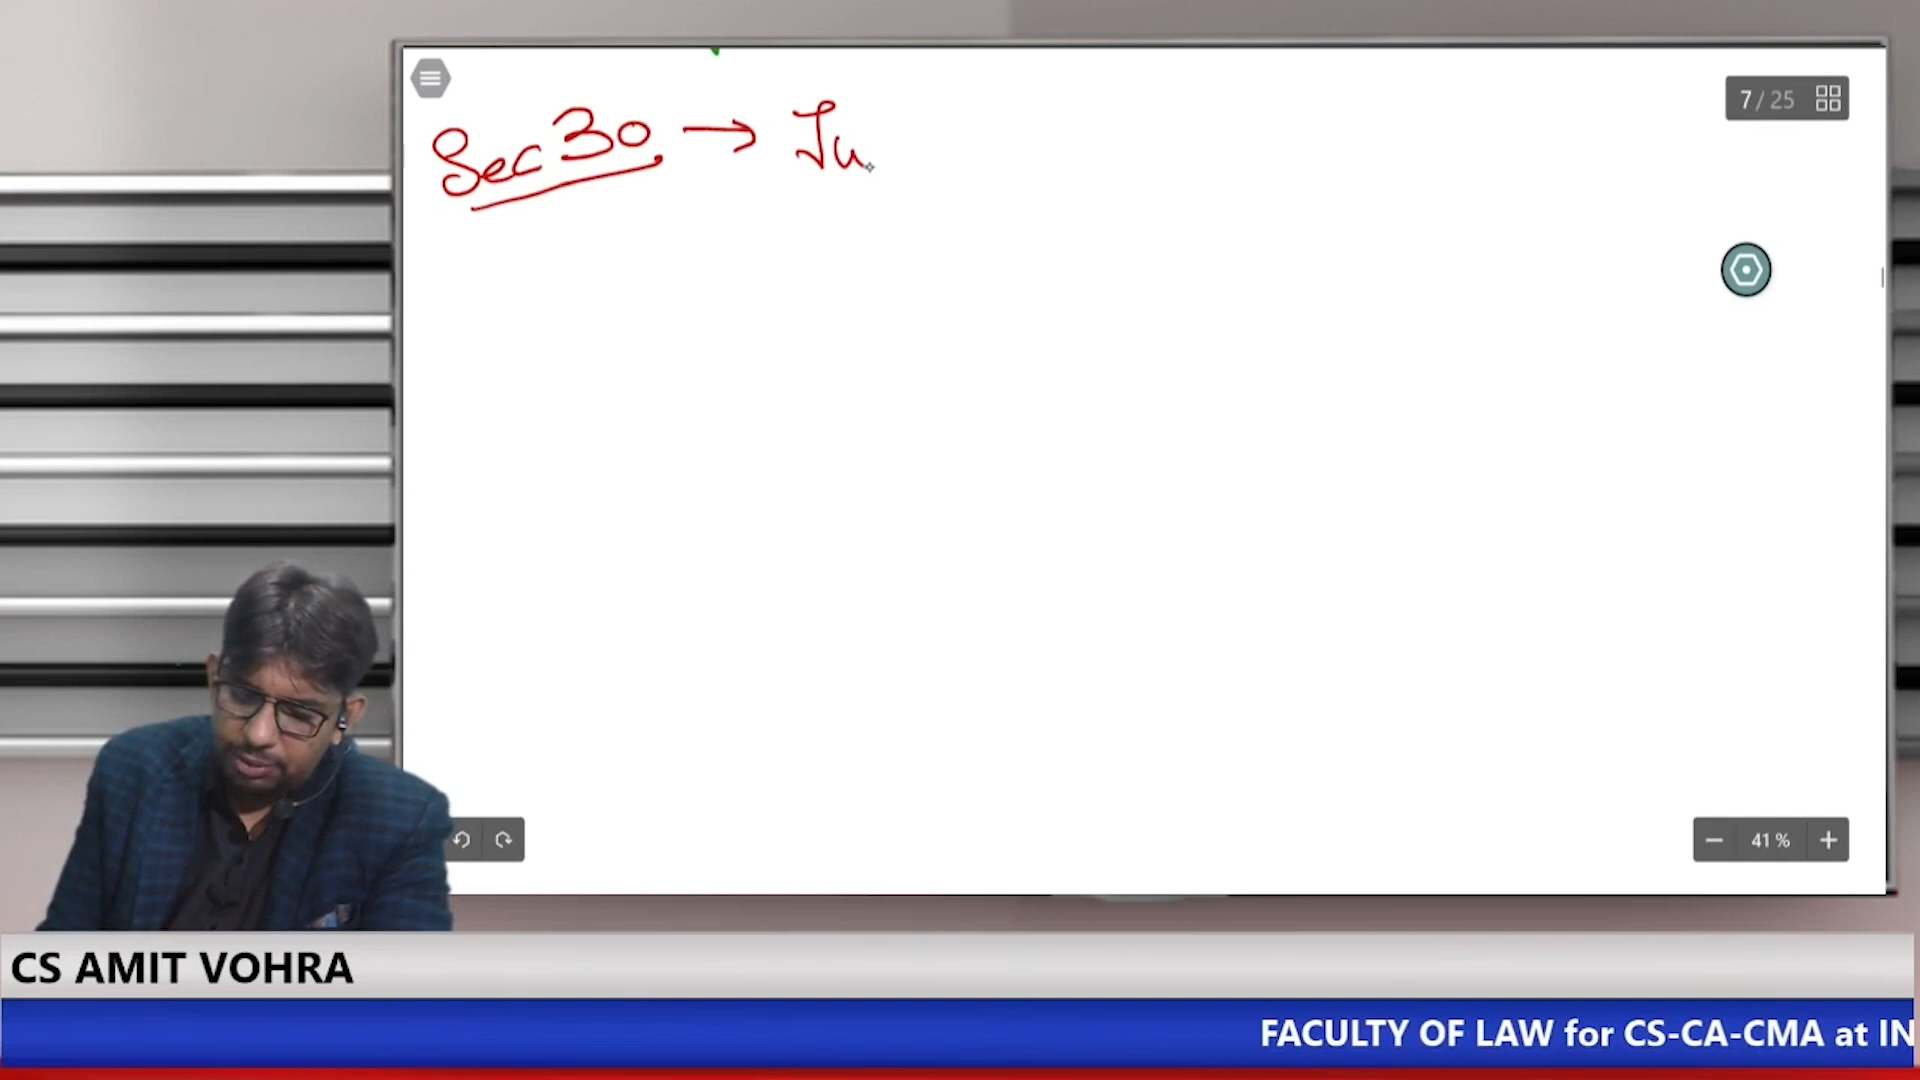 Sec 30 → Ju
7 / 25
41 %
CS AMIT VOHRA
FACULTY OF LAW for CS-CA-CMA at IN